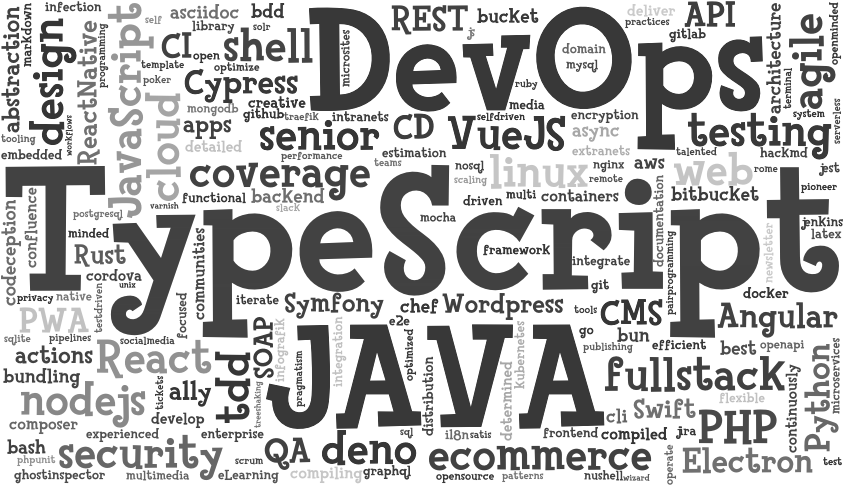 infection
asciidoc
bdd
REST
bucket
deliver
practices
API
self
library
solr
js
gitlab
abstraction
markdown
design
programming
ReactNative
JavaScript
CI
open
shell
microsites
DevOps
domain
mysql
architecture
terminal
agile
openminded
template
optimize
poker
Cypress
ruby
mongodb
creative
media
github
traefik
intranets
CD
selfdriven
encryption
system
serverless
tooling
workflows
cloud
apps
senior
VueJS
async
testing
embedded
detailed
performance
estimation
extranets
talented
hackmd
teams
nosql
linux
nginx
aws
web
rome
jest
coverage
scaling
remote
pioneer
functional
backend
driven
multi
containers
bitbucket
varnish
slack
postgresql
mocha
documentation
jenkins
latex
codeception
confluence
minded
TypeScript
framework
integrate
pairprogramming
newsletter
Rust
communities
cordova
unix
git
docker
privacy
native
testdriven
focused
iterate
Symfony
chef
Wordpress
tools
CMS
Angular
PWA
e2e
go
bun
sqlite
pipelines
socialmedia
SOAP
infografik
integration
optimized
kubernetes
publishing
efficient
best
openapi
actions
React
JAVA
bundling
tickets
a11y
tdd
treeshaking
pragmatism
distribution
determined
fullstack
continuously
Python
microservices
nodejs
develop
cli
Swift
flexible
composer
experienced
enterprise
sql
i18n
satis
frontend
compiled
jira
PHP
bash
security
QA
deno
ecommerce
operate
Electron
test
phpunit
scrum
graphql
ghostinspector
multimedia
eLearning
compiling
opensource
patterns
nushell
wizard